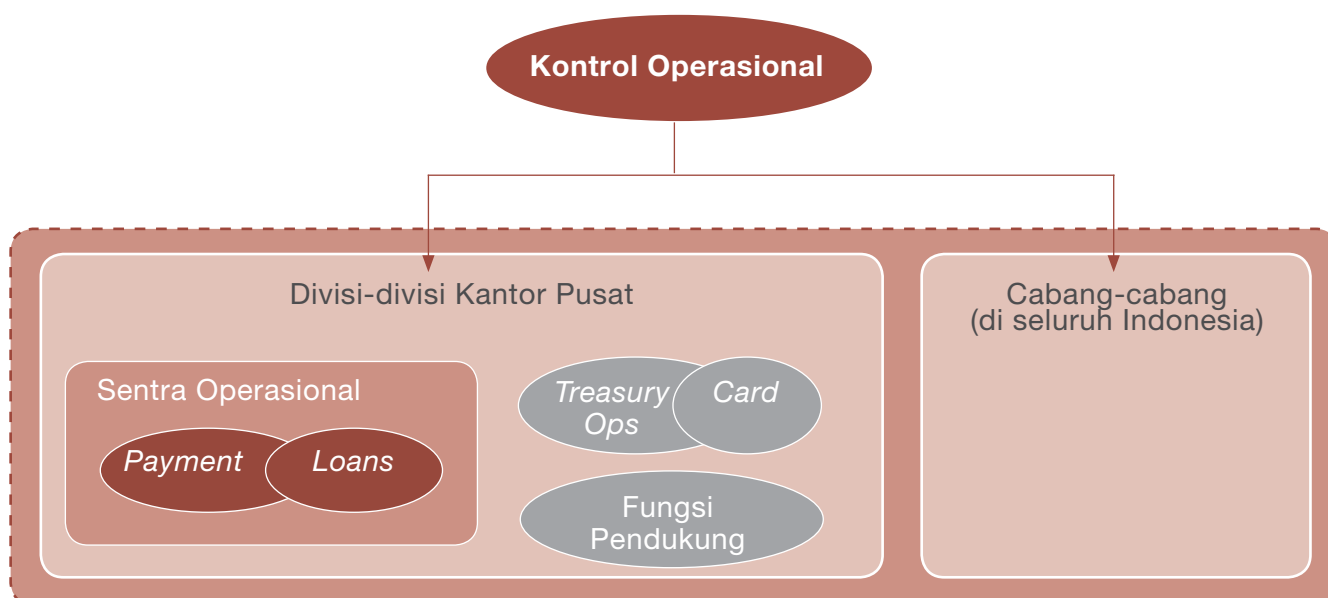 Kontrol Operasional
Divisi-divisi Kantor Pusat
Cabang-cabang
(di seluruh Indonesia)
Sentra Operasional
Payment
Loans
Treasury
Ops
Card
Fungsi
Pendukung